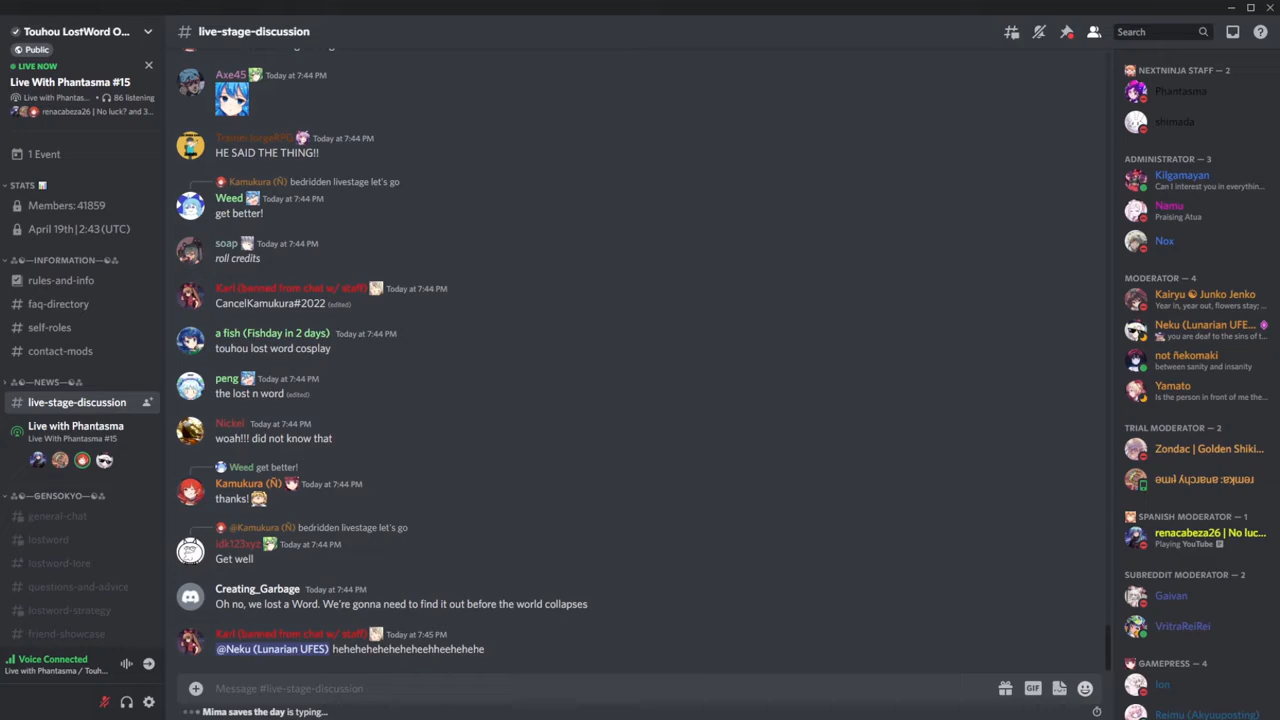 Touhou LostWord O...
Public
LIVE NOW
Live With Phantasma #15
Live with Phantas... • 86 listening
renacabeza26 | No luck? and 3...
1 Event
STATS
Members: 41859
April 19th| 2:43 (UTC)
—INFORMATION—
rules-and-info
faq-directory
self-roles
contact-mods
—NEWS—
live-stage-discussion
Live with Phantasma
Live With Phantasma #15
—GENSOKYO—
general-chat
lostword
lostword-lore
questions-and-advice
lostword-strategy
friend-showcase
Voice Connected
Live with Phantasma / Touh...
live-stage-discussion
Search
Axe45 Today at 7:44 PM
Today at 7:44 PM
HE SAID THE THING!!
Kamukura (Ñ) bedridden livestage let's go
Weed Today at 7:44 PM
get better!
soap Today at 7:44 PM
roll credits
Karl (banned from chat w/ staff) Today at 7:44 PM
CancelKamukura#2022 (edited)
a fish (Fishday in 2 days) Today at 7:44 PM
touhou lost word cosplay
peng Today at 7:44 PM
the lost n word (edited)
Nickel Today at 7:44 PM
woah!!! did not know that
Weed get better!
Kamukura (Ñ) Today at 7:44 PM
thanks!
@Kamukura (Ñ) bedridden livestage let's go
idk123xyz Today at 7:44 PM
Get well
Creating_Garbage Today at 7:44 PM
Oh no, we lost a Word. We're gonna need to find it out before the world collapses
Karl (banned from chat w/ staff) Today at 7:45 PM
@Neku (Lunarian UFES) heheheheheheheehheehehehe
Message #live-stage-discussion
GIF
Mima saves the day is typing...
NEXTNINJA STAFF — 2
Phantasma
shimada
ADMINISTRATOR — 3
Kilgamayan
Can I interest you in everythin...
Namu
Praising Atua
Nox
MODERATOR — 4
Kairyu ☯ Junko Jenko
Year in, year out, flowers stay; ...
Neku (Lunarian UFE...
you are deaf to the sins of t...
not ñekomaki
between sanity and insanity
Yamato
Is the person in front of me the...
TRIAL MODERATOR — 2
Zondac | Golden Shiki...
SPANISH MODERATOR — 1
renacabeza26 | No luc...
Playing YouTube
SUBREDDIT MODERATOR — 2
Gaivan
VritraReiRei
GAMEPRESS — 4
Ion
Reimu (Akyuuposting)